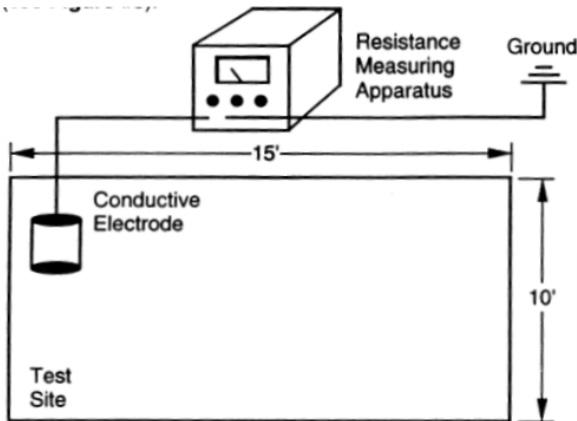 Resistance
Measuring
Apparatus
Ground
15'
Conductive
Electrode
10'
Test
Site